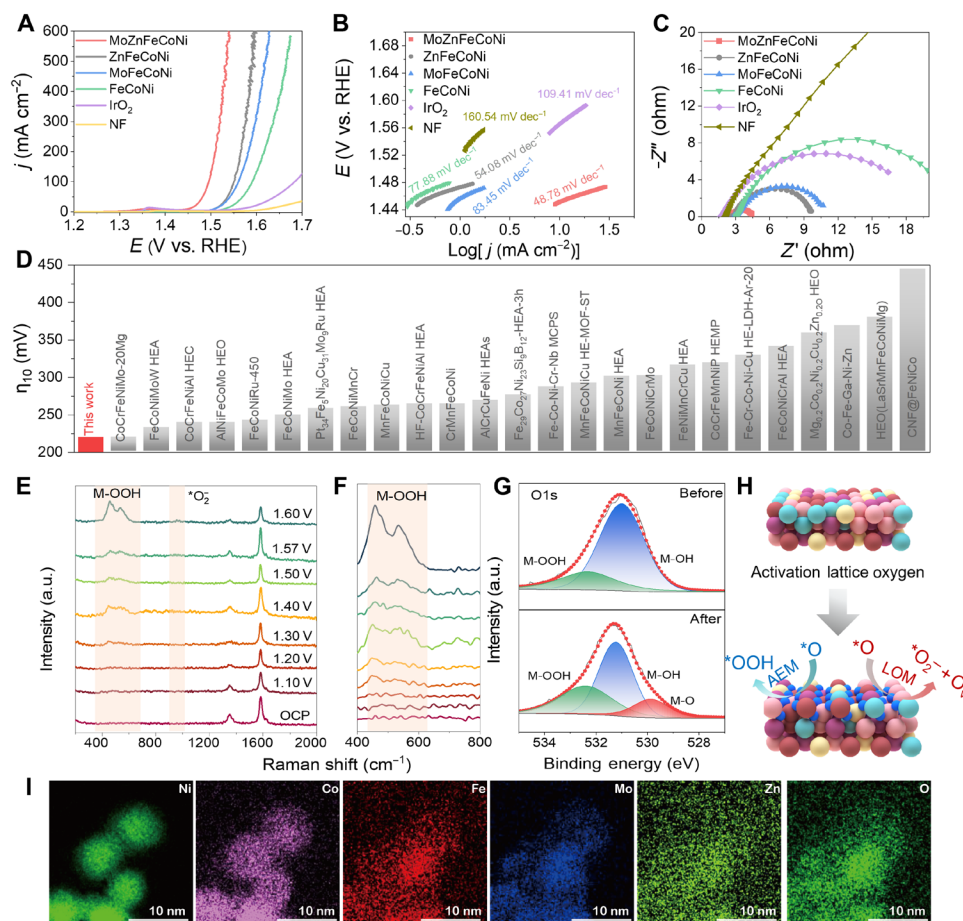 A
600
500
400
300
200
100
0
j (mA cm⁻²)
1.2 1.3 1.4 1.5 1.6 1.7
E (V vs. RHE)
MoZnFeCoNi
ZnFeCoNi
MoFeCoNi
FeCoNi
IrO₂
NF
B
1.68
1.64
1.60
1.56
1.52
1.48
1.44
E (V vs. RHE)
-0.5 0.0 0.5 1.0 1.5
Log[ j (mA cm⁻²)]
MoZnFeCoNi
ZnFeCoNi
MoFeCoNi
FeCoNi
IrO₂
NF
109.41 mV dec⁻¹
160.54 mV dec⁻¹
77.88 mV dec⁻¹
54.08 mV dec⁻¹
83.45 mV dec⁻¹
48.78 mV dec⁻¹
C
20
16
12
8
4
0
-Z" (ohm)
0 3 6 9 12 15 18
Z' (ohm)
MoZnFeCoNi
ZnFeCoNi
MoFeCoNi
FeCoNi
IrO₂
NF
D
450
400
350
300
250
200
η₁₀ (mV)
This work
CoCrFeNiMo-20Mg
FeCoNiMoW HEA
CoCrFeNiAl HEC
AlNiFeCoMo HEO
FeCoNiRu-450
FeCoNiMo HEA
Pt₃₄Fe₅Ni₂₀Cu₃₁Mo₉Ru HEA
FeCoNiMnCr
MnFeCoNiCu
HF-CoCrFeNiAl HEA
CrMnFeCoNi
AlCrCuFeNi HEAs
Fe₂₉Co₂₇Ni₂₃Si₉B₁₂-HEA-3h
Fe-Co-Ni-Cr-Nb MCPS
MnFeCoNiCu HE-MOF-ST
MnFeCoNi HEA
FeCoNiCrMo
FeNiMnCrCu HEA
CoCrFeMnNiP HEMP
Fe-Cr-Co-Ni-Cu HE-LDH-Ar-20
FeCoNiCrAl HEA
Mg₀.₂Co₀.₂Ni₀.₂Cu₀.₂Zn₀.₂O HEO
Co-Fe-Ga-Ni-Zn
HEO(LaSrMnFeCoNiMg)
CNF@FeNiCo
E
M-OOH
*O₂⁻
1.60 V
1.57 V
1.50 V
1.40 V
1.30 V
1.20 V
1.10 V
OCP
Intensity (a.u.)
400 800 1200 1600 2000
F
M-OOH
400 500 600 700 800
Raman shift (cm⁻¹)
G
O1s
Before
M-OOH
M-OH
After
M-OOH
M-OH
M-O
Intensity (a.u.)
534 531 528
Binding energy (eV)
H
Activation lattice oxygen
*OOH
*O
AEM
*O
LOM
*O₂⁻+O
I
Ni
10 nm
Co
10 nm
Fe
10 nm
Mo
10 nm
Zn
10 nm
O
10 nm